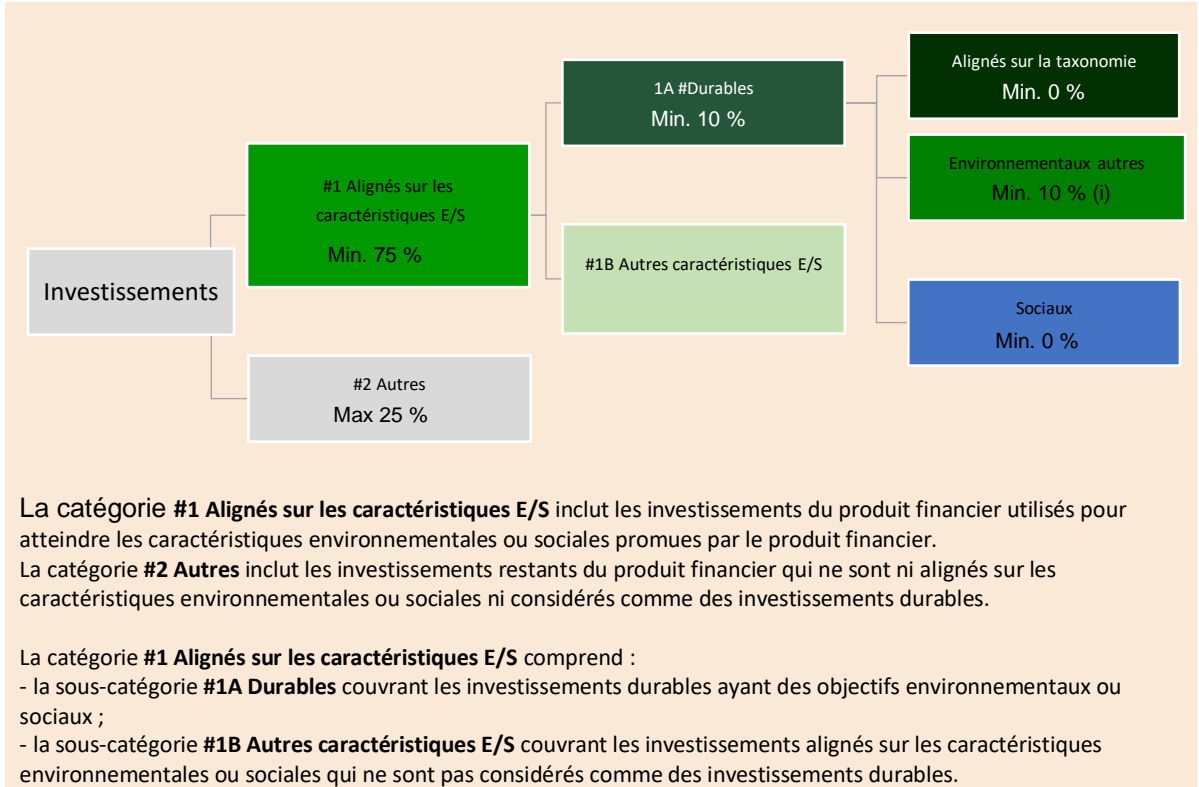 Investissements
#1 Alignés sur les
caractéristiques E/S
Min. 75 %
#2 Autres
Max 25 %
1A #Durables
Min. 10 %
#1B Autres caractéristiques E/S
Alignés sur la taxonomie
Min. 0 %
Environnementaux autres
Min. 10 % (i)
Sociaux
Min. 0 %
La catégorie #1 Alignés sur les caractéristiques E/S inclut les investissements du produit financier utilisés pour
atteindre les caractéristiques environnementales ou sociales promues par le produit financier.
La catégorie #2 Autres inclut les investissements restants du produit financier qui ne sont ni alignés sur les
caractéristiques environnementales ou sociales ni considérés comme des investissements durables.
La catégorie #1 Alignés sur les caractéristiques E/S comprend :
- la sous-catégorie #1A Durables couvrant les investissements durables ayant des objectifs environnementaux ou
sociaux ;
- la sous-catégorie #1B Autres caractéristiques E/S couvrant les investissements alignés sur les caractéristiques
environnementales ou sociales qui ne sont pas considérés comme des investissements durables.